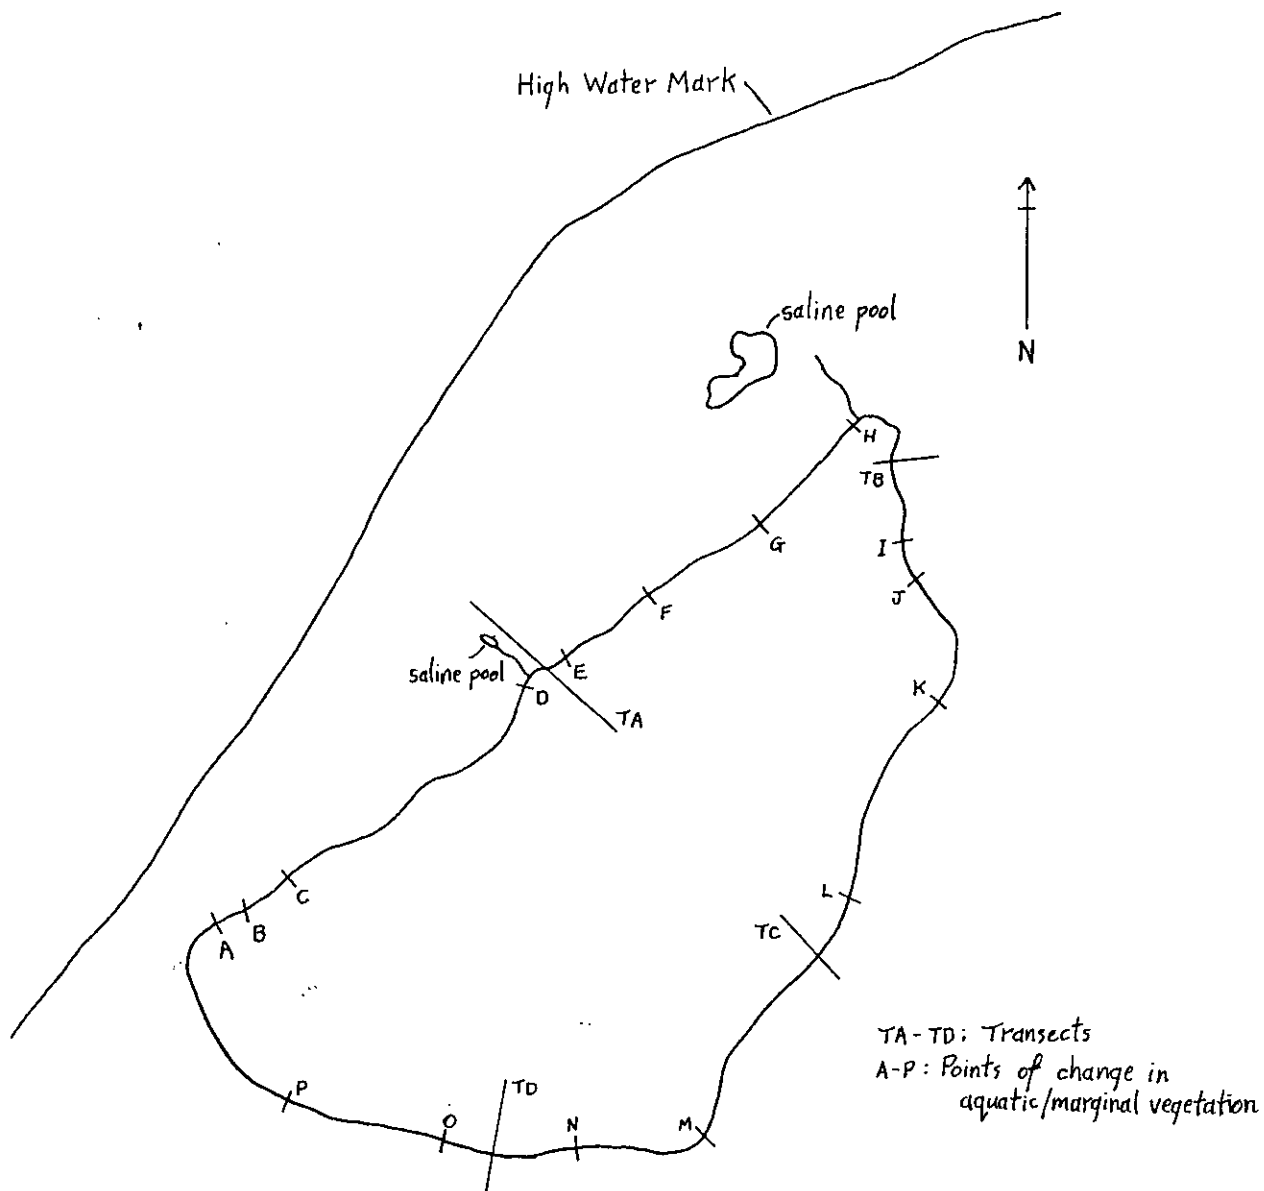 High Water Mark
saline pool
N
H
TB
G
I
J
F
E
saline pool
D
K
TA
C
L
B
A
TC
TA-TD: Transects
A-P: Points of change in
aquatic/marginal vegetation
P
TD
O
N
M